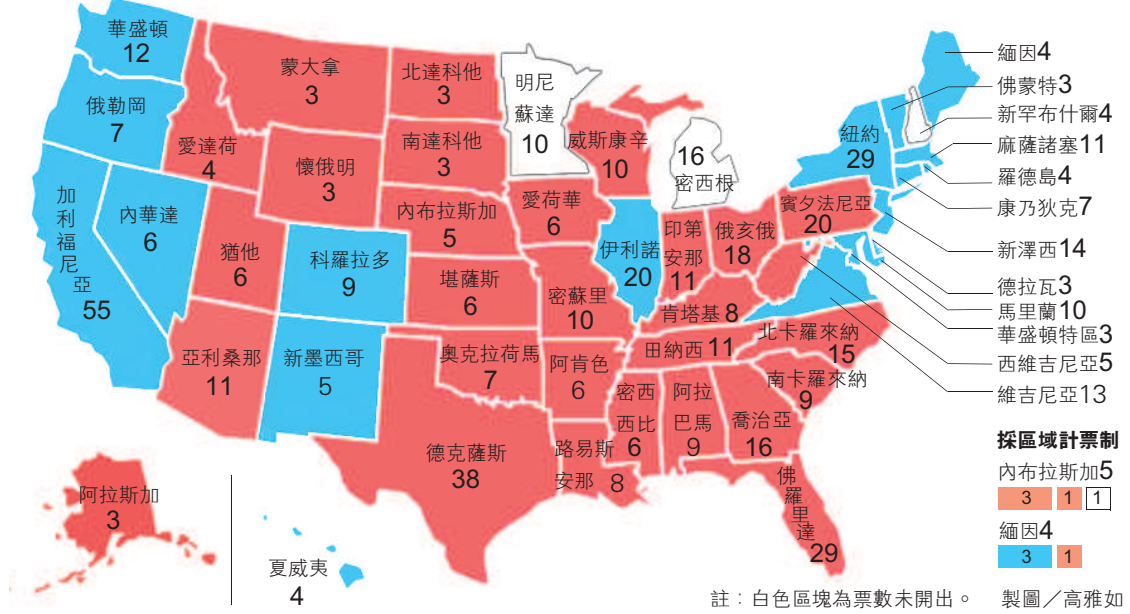 華盛頓
12
俄勒岡
7
加利福尼亞
55
內華達
6
愛達荷
4
蒙大拿
3
懷俄明
3
猶他
6
科羅拉多
9
亞利桑那
11
新墨西哥
5
北達科他
3
南達科他
3
內布拉斯加
5
堪薩斯
6
奧克拉荷馬
7
德克薩斯
38
明尼
蘇達
10
愛荷華
6
密蘇里
10
阿肯色
6
路易斯
安那 8
威斯康辛
10
伊利諾
20
16
密西根
印第
安那
11
俄亥俄
18
肯塔基 8
田納西 11
密西
西比
6
阿拉
巴馬
9
喬治亞
16
佛羅里達
29
南卡羅來納
9
北卡羅來納
15
賓夕法尼亞
20
紐約
29
緬因4
佛蒙特3
新罕布什爾4
麻薩諸塞11
羅德島4
康乃狄克7
新澤西14
德拉瓦3
馬里蘭10
華盛頓特區3
西維吉尼亞5
維吉尼亞13
阿拉斯加
3
夏威夷
4
採區域計票制
內布拉斯加5
3 1 1
緬因4
3 1
註：白色區塊為票數未開出。 製圖／高雅如